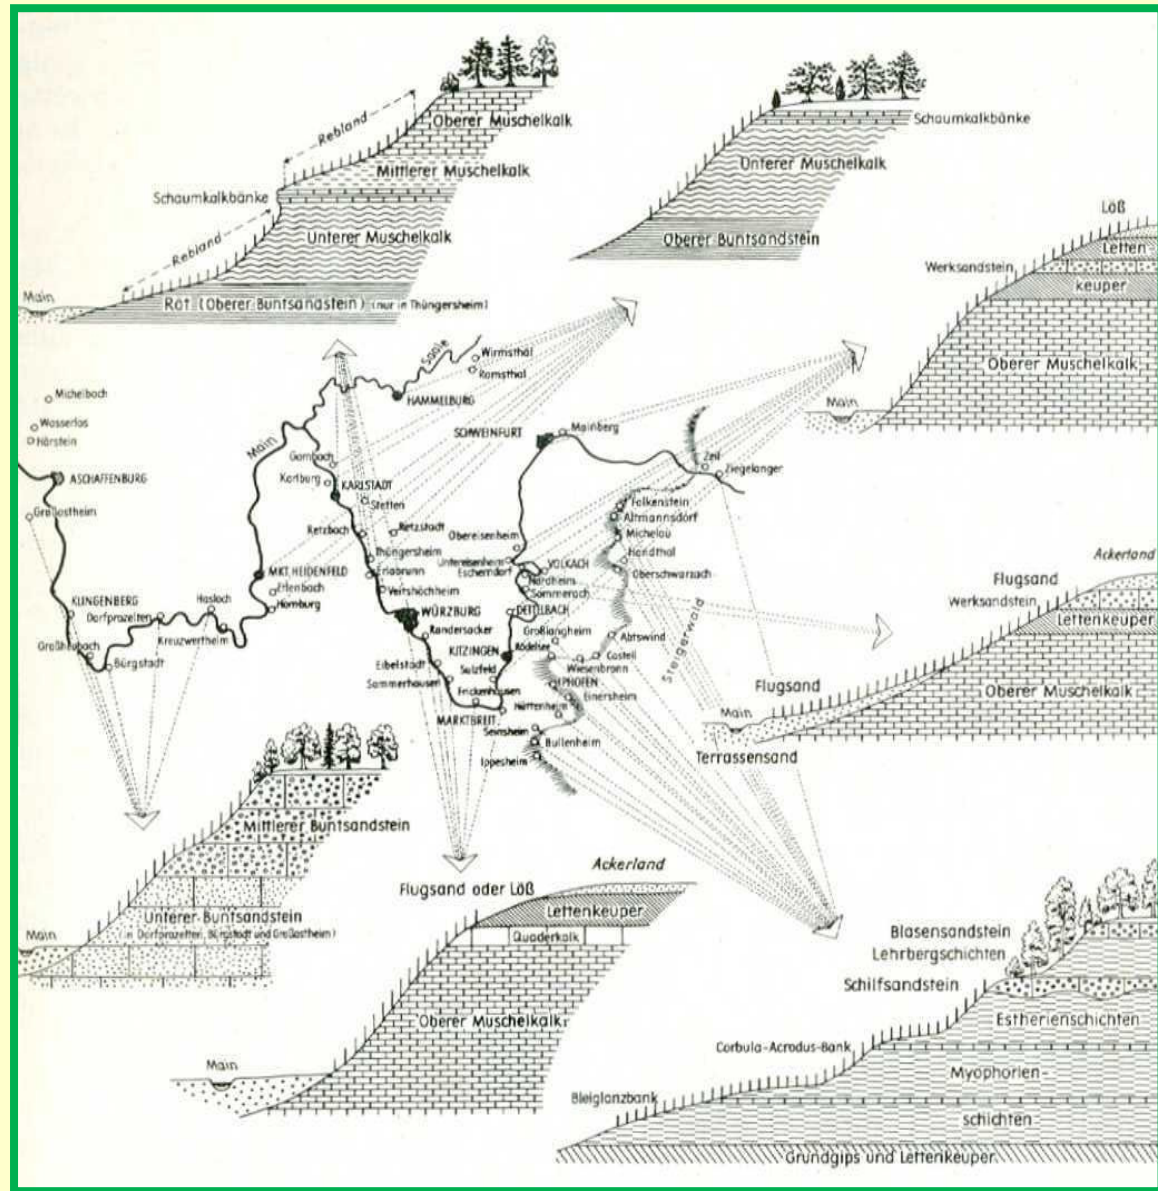 Oberer Muschelkalk
Rebland
Mittlerer Muschelkalk
Schaumkalkbänke
Unterer Muschelkalk
Rebland
Main
Röt (Oberer Buntsandstein) (nur in Thüngersheim)
Schaumkalkbänke
Unterer Muschelkalk
Oberer Buntsandstein
Löß
Letten
Werksandstein
keuper
Oberer Muschelkalk
Main
Saale
Wirmsthal
Ramsthal
HAMMELBURG
Michelbach
Wasserlos
Hörstein
Main
SCHWEINFURT
Mainberg
Gambach
Zeil
Ziegelanger
ASCHAFFENBURG
Karlburg
KARLSTADT
Stetten
Falkenstein
Altmannsdorf
Großostheim
Retzbach
Retzstadt
Obereisenheim
Michelau
Thüngersheim
Untereisenheim
Handthal
Escherndorf
VOLKACH
Oberschwarzach
MKT. HEIDENFELD
Erlabrunn
Nordheim
Erlenbach
Veitshöchheim
Sommerach
KLINGENBERG
Hasloch
Homburg
WÜRZBURG
DETTELBACH
Dorfprozelten
Randersacker
Großlangheim
Abtswind
Steigerwald
Kreuzwertheim
KITZINGEN
Rödelsee
Castell
Großheubach
Bürgstadt
Eibelstadt
Sulzfeld
Wiesenbronn
Sommerhausen
IPHOFEN
Frickenhausen
Einersheim
MARKTBREIT
Hüttenheim
Seinsheim
Bullenheim
Ippesheim
Ackerland
Flugsand
Werksandstein
Lettenkeuper
Flugsand
Oberer Muschelkalk
Main
Terrassensand
Mittlerer Buntsandstein
Unterer Buntsandstein
(in Dorfprozelten, Bürgstadt und Großostheim)
Main
Ackerland
Flugsand oder Löß
Lettenkeuper
Quaderkalk
Oberer Muschelkalk
Main
Blasensandstein
Lehrbergschichten
Schilfsandstein
Estherienschichten
Corbula-Acrodus-Bank
Myophorien-
Bleiglanzbank
schichten
Grundgips und Lettenkeuper